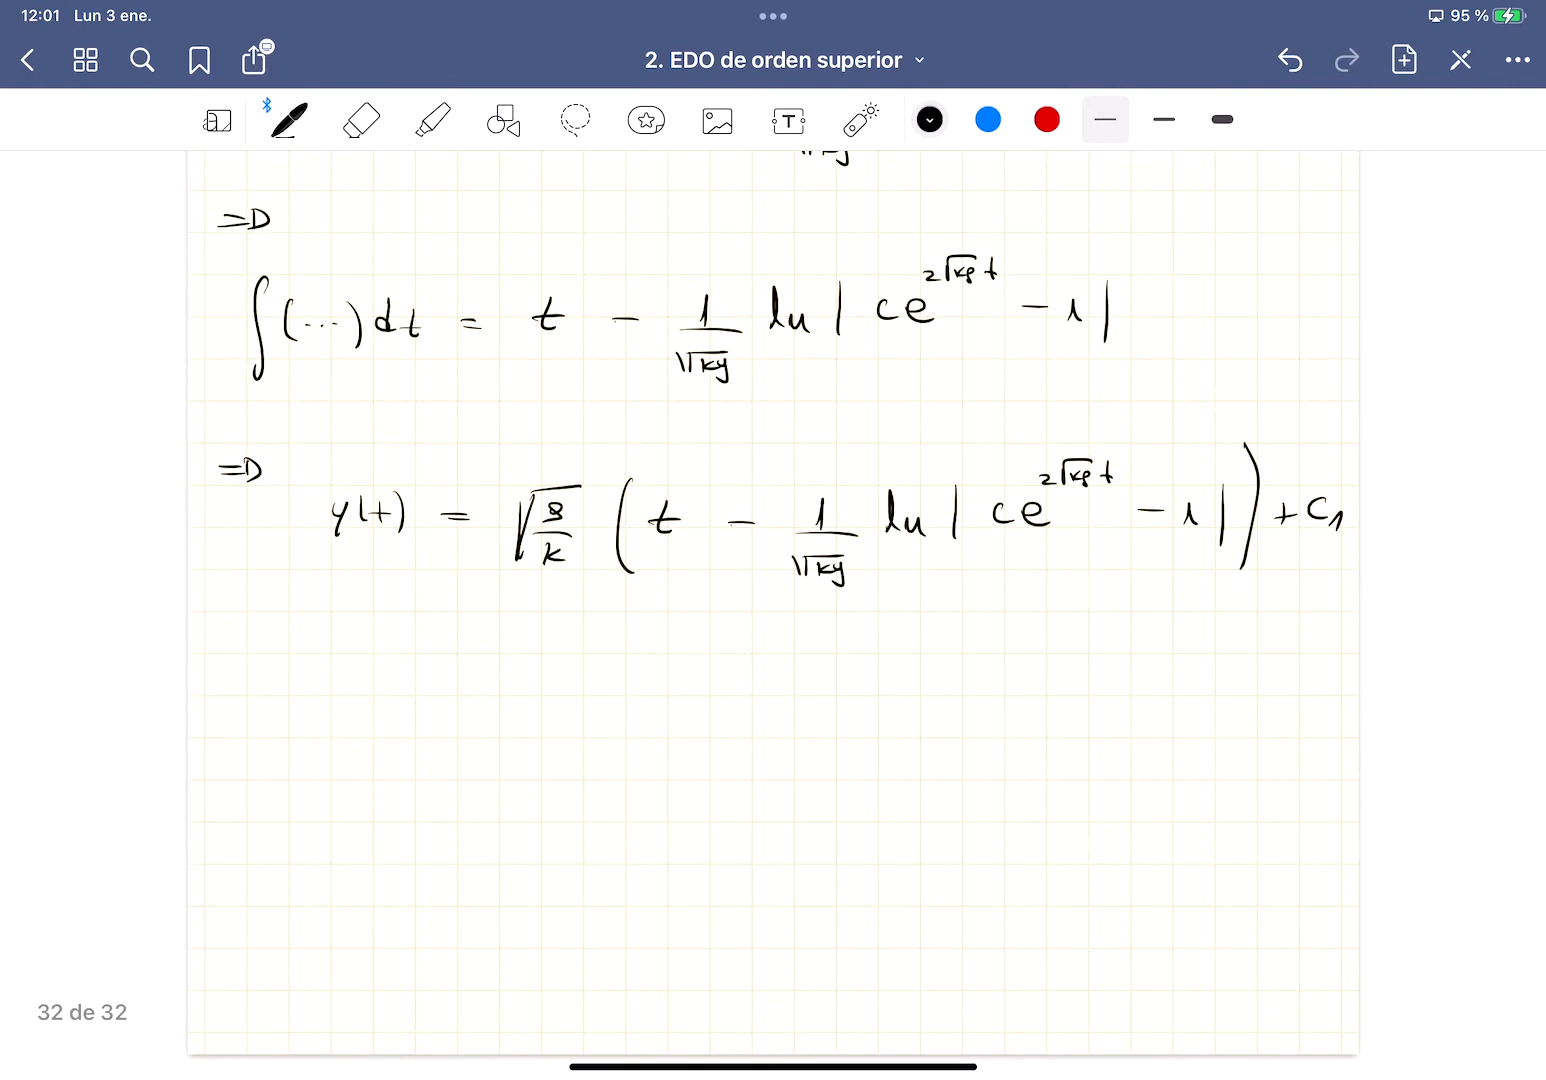 12:01 Lun 3 ene. 95 %
2. EDO de orden superior
=D
∫(...) dt = t − 1/√kg ln | ce^(2√kg t) − 1 |
=D
y(t) = √(g/k) ( t − 1/√kg ln | ce^(2√kg t) − 1 | ) + C₁
32 de 32